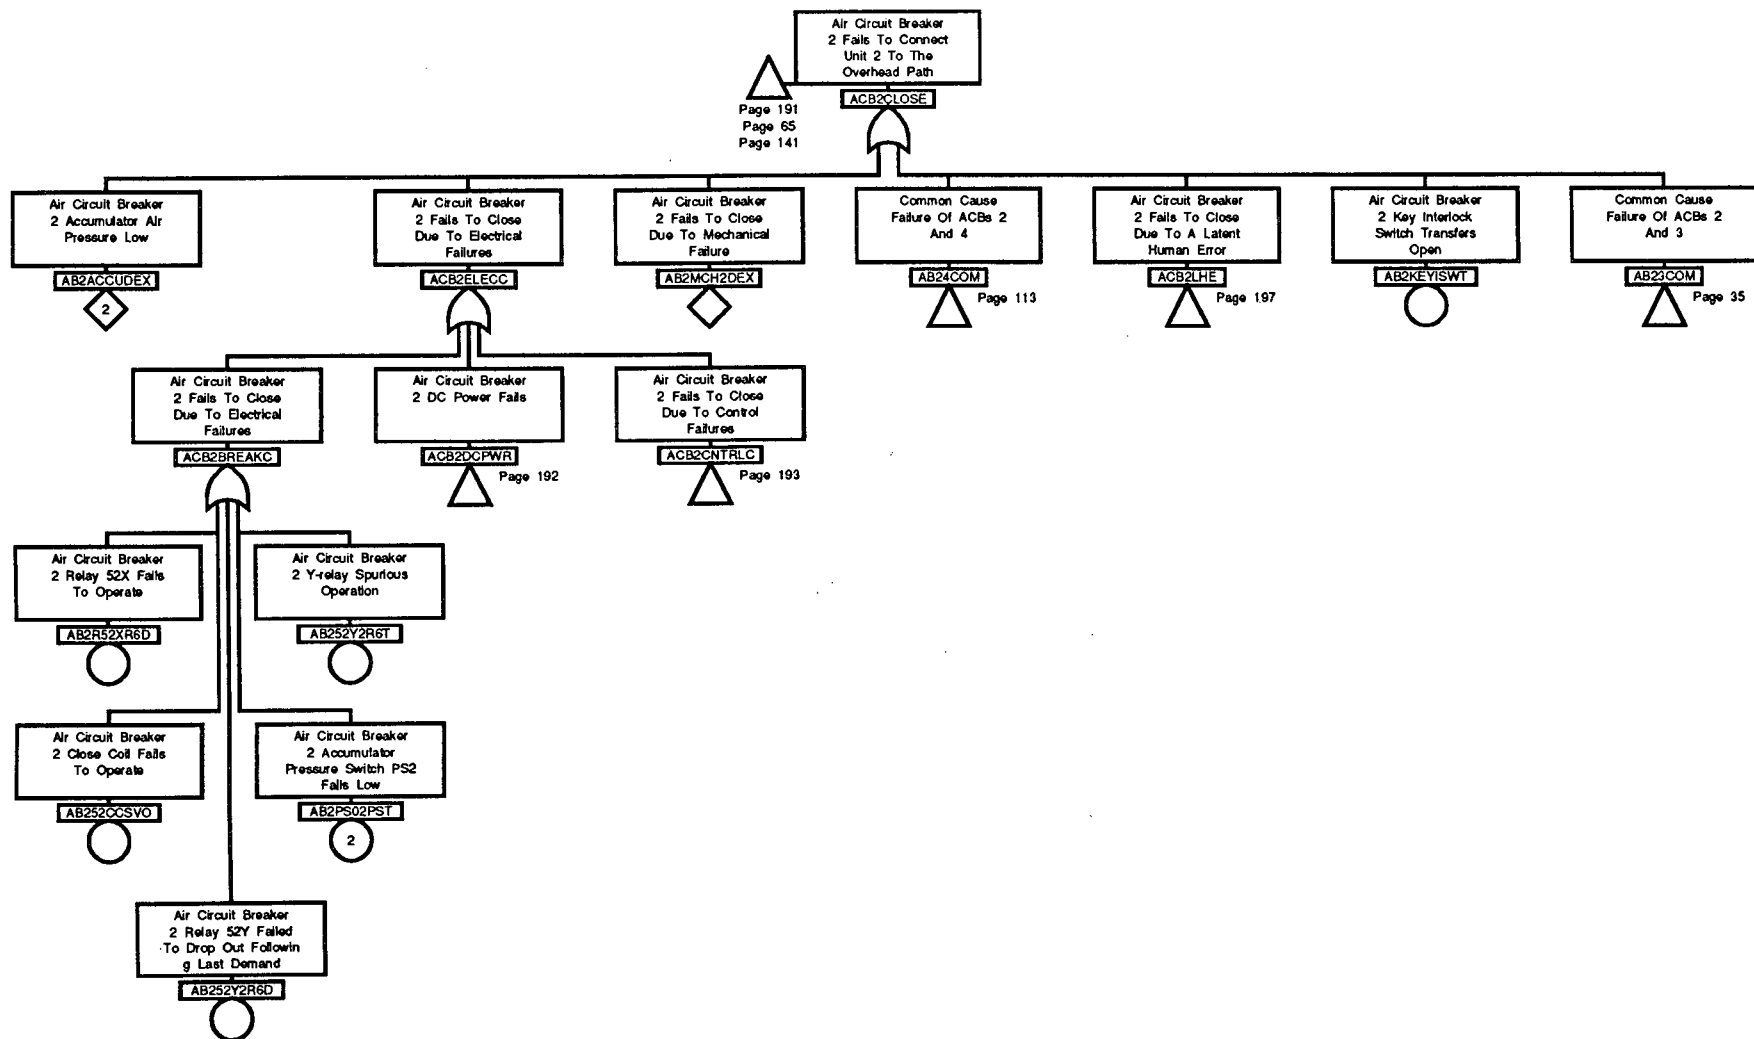 Air Circuit Breaker
2 Fails To Connect
Unit 2 To The
Overhead Path
ACB2CLOSE
Page 191
Page 65
Page 141
Air Circuit Breaker
2 Accumulator Air
Pressure Low
AB2ACCUDEX
2
Air Circuit Breaker
2 Fails To Close
Due To Electrical
Failures
ACB2ELECC
Air Circuit Breaker
2 Fails To Close
Due To Mechanical
Failure
AB2MCH2DEX
Common Cause
Failure Of ACBs 2
And 4
AB24COM
Page 113
Air Circuit Breaker
2 Fails To Close
Due To A Latent
Human Error
ACB2LHE
Page 197
Air Circuit Breaker
2 Key Interlock
Switch Transfers
Open
AB2KEYISWT
Common Cause
Failure Of ACBs 2
And 3
AB23COM
Page 35
Air Circuit Breaker
2 Fails To Close
Due To Electrical
Failures
ACB2BREAKC
Air Circuit Breaker
2 DC Power Fails
ACB2DCPWR
Page 192
Air Circuit Breaker
2 Fails To Close
Due To Control
Failures
ACB2CNTRLC
Page 193
Air Circuit Breaker
2 Relay 52X Fails
To Operate
AB2R52XR6D
Air Circuit Breaker
2 Y-relay Spurious
Operation
AB252Y2R6T
Air Circuit Breaker
2 Close Coil Fails
To Operate
AB252CCSVO
Air Circuit Breaker
2 Accumulator
Pressure Switch PS2
Fails Low
AB2PS02PST
2
Air Circuit Breaker
2 Relay 52Y Failed
To Drop Out Followin
g Last Demand
AB252Y2R6D